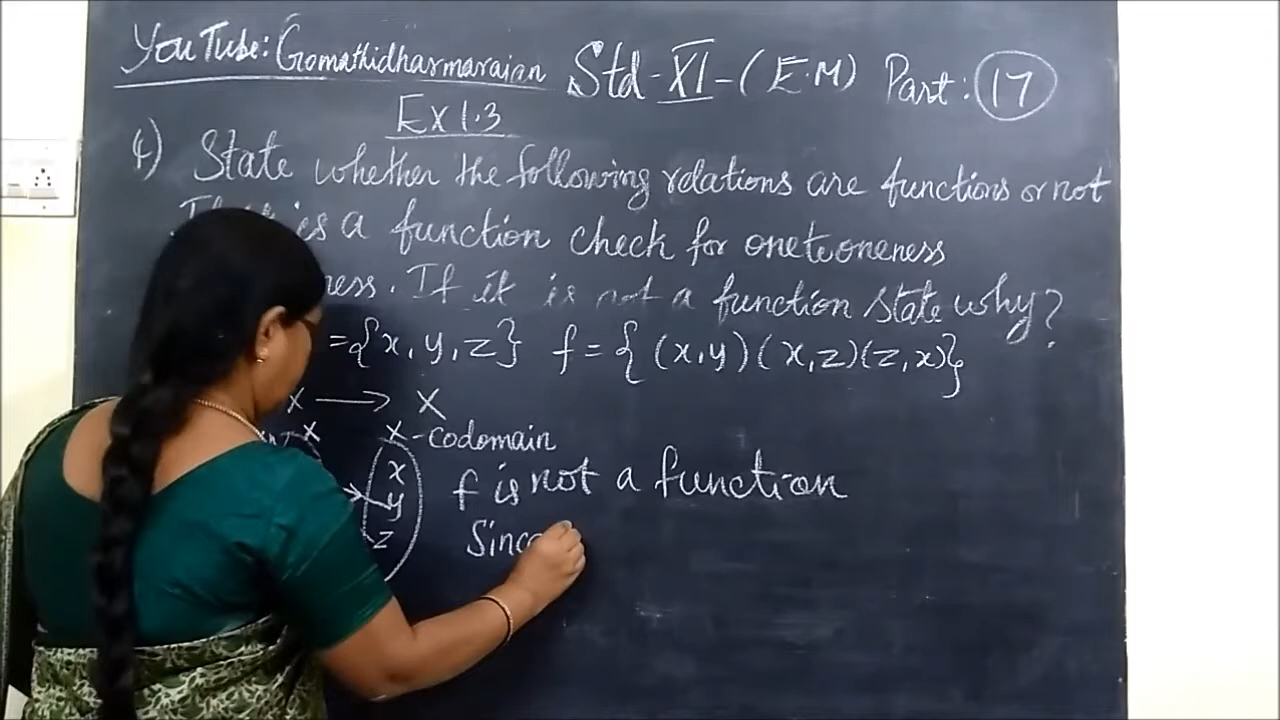 YouTube: Gomathidharmarajan Std-XI-(E.M) Part: 17
Ex 1.3
4) State whether the following relations are functions or not
is a function check for onetooneness
ness. If it is not a function state why?
={x, y, z} f = {(x,y)(x,z)(z,x)}
X ⟶ X
X X-codomain
x
y
z
f is not a function
Since